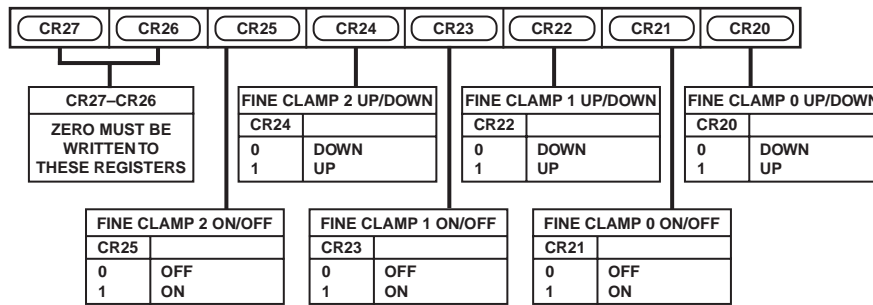 CR27 CR26 CR25 CR24 CR23 CR22 CR21 CR20
CR27–CR26
ZERO MUST BE
WRITTEN TO
THESE REGISTERS
FINE CLAMP 2 UP/DOWN
CR24
0 DOWN
1 UP
FINE CLAMP 1 UP/DOWN
CR22
0 DOWN
1 UP
FINE CLAMP 0 UP/DOWN
CR20
0 DOWN
1 UP
FINE CLAMP 2 ON/OFF
CR25
0 OFF
1 ON
FINE CLAMP 1 ON/OFF
CR23
0 OFF
1 ON
FINE CLAMP 0 ON/OFF
CR21
0 OFF
1 ON